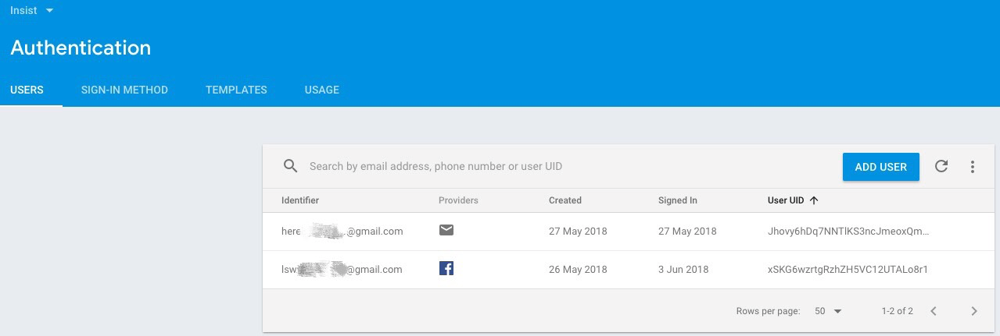 Insist
Authentication
USERS SIGN-IN METHOD TEMPLATES USAGE
Search by email address, phone number or user UID ADD USER
Identifier Providers Created Signed In User UID
here @gmail.com 27 May 2018 27 May 2018 Jhovy6hDq7NNTlKS3ncJmeoxQm...
lsw @gmail.com 26 May 2018 3 Jun 2018 xSKG6wzrtgRzhZH5VC12UTALo8r1
Rows per page: 50 1-2 of 2